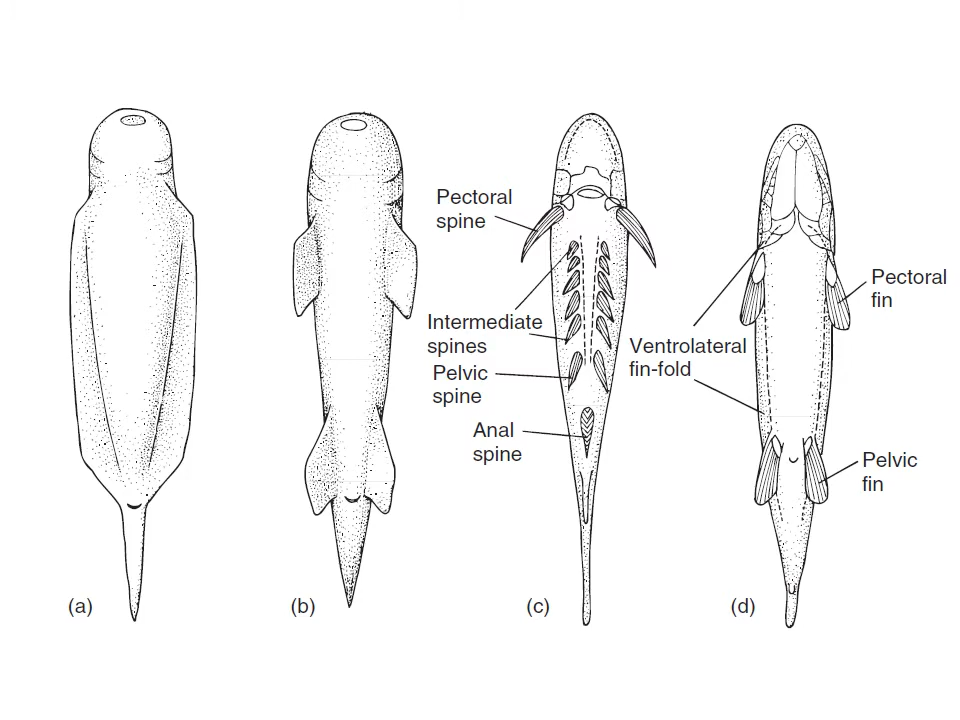 Pectoral
spine
Intermediate
spines
Pelvic
spine
Anal
spine
Ventrolateral
fin-fold
Pectoral
fin
Pelvic
fin
(a)
(b)
(c)
(d)